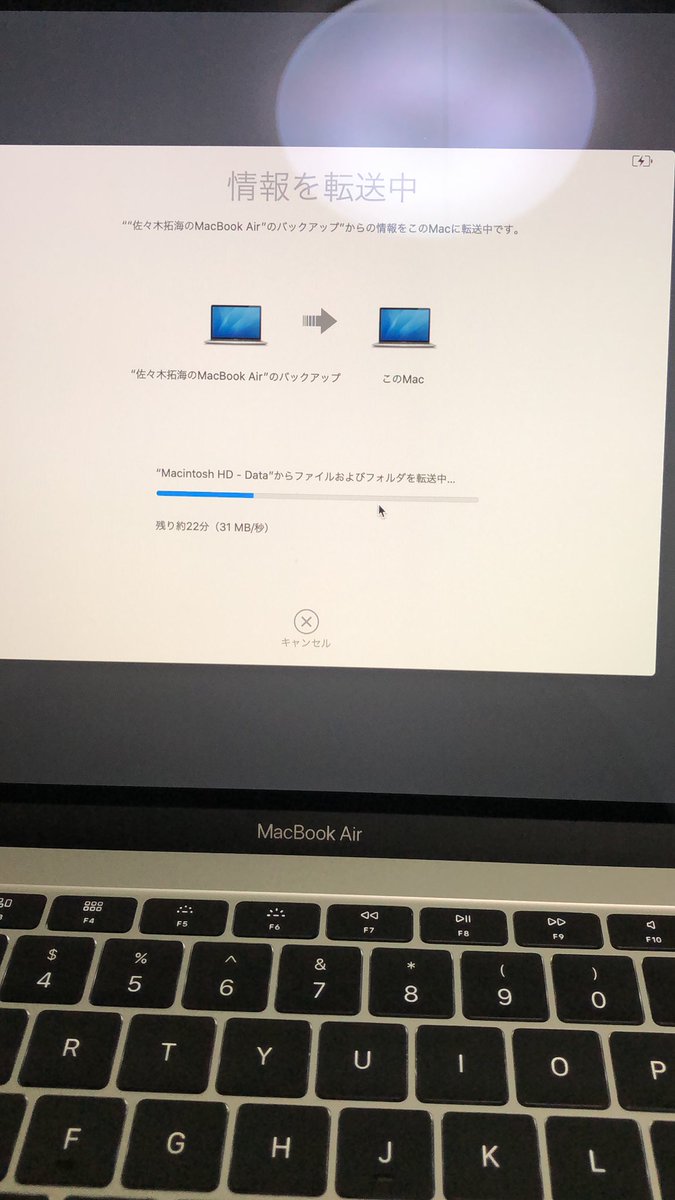 情報を転送中
““佐々木拓海のMacBook Air”のバックアップ”からの情報をこのMacに転送中です。
“佐々木拓海のMacBook Air”のバックアップ
このMac
“Macintosh HD - Data”からファイルおよびフォルダを転送中...
残り約22分（31 MB/秒）
キャンセル
MacBook Air
F4 F5 F6 F7 F8 F9 F10
$ % ^ & * ( )
4 5 6 7 8 9 0
R T Y U I O P
F G H J K L